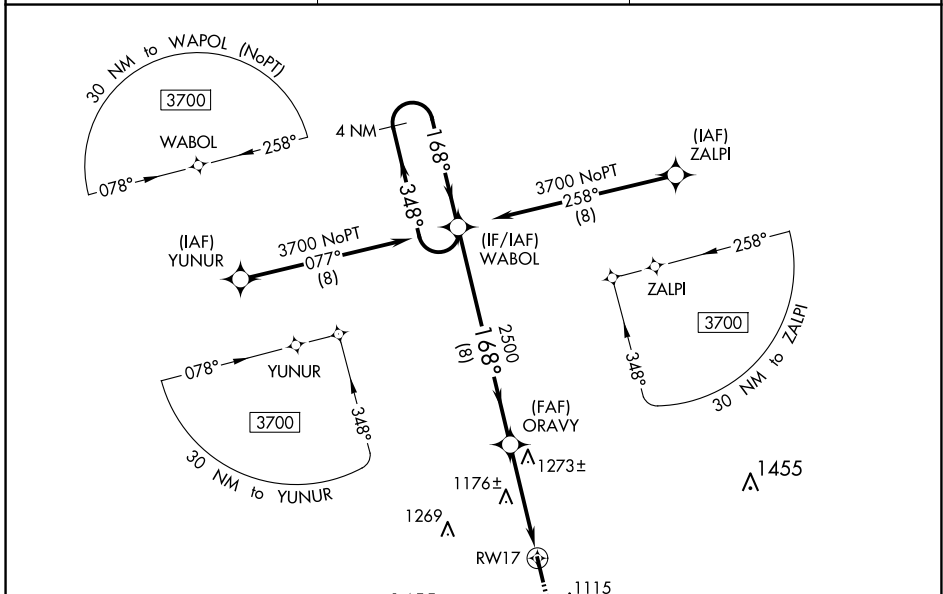 30 NM to WAPOL (NoPT)
3700
WABOL
258°
078°
4 NM
168°
348°
(IAF)
ZALPI
3700 NoPT
258°
(8)
(IAF)
YUNUR
3700 NoPT
077°
(8)
(IF/IAF)
WABOL
258°
ZALPI
3700
348°
30 NM to ZALPI
078°
YUNUR
3700
348°
30 NM to YUNUR
2500
168°
(8)
(FAF)
ORAVY
1273±
1176±
1455
1269
RW17
1115